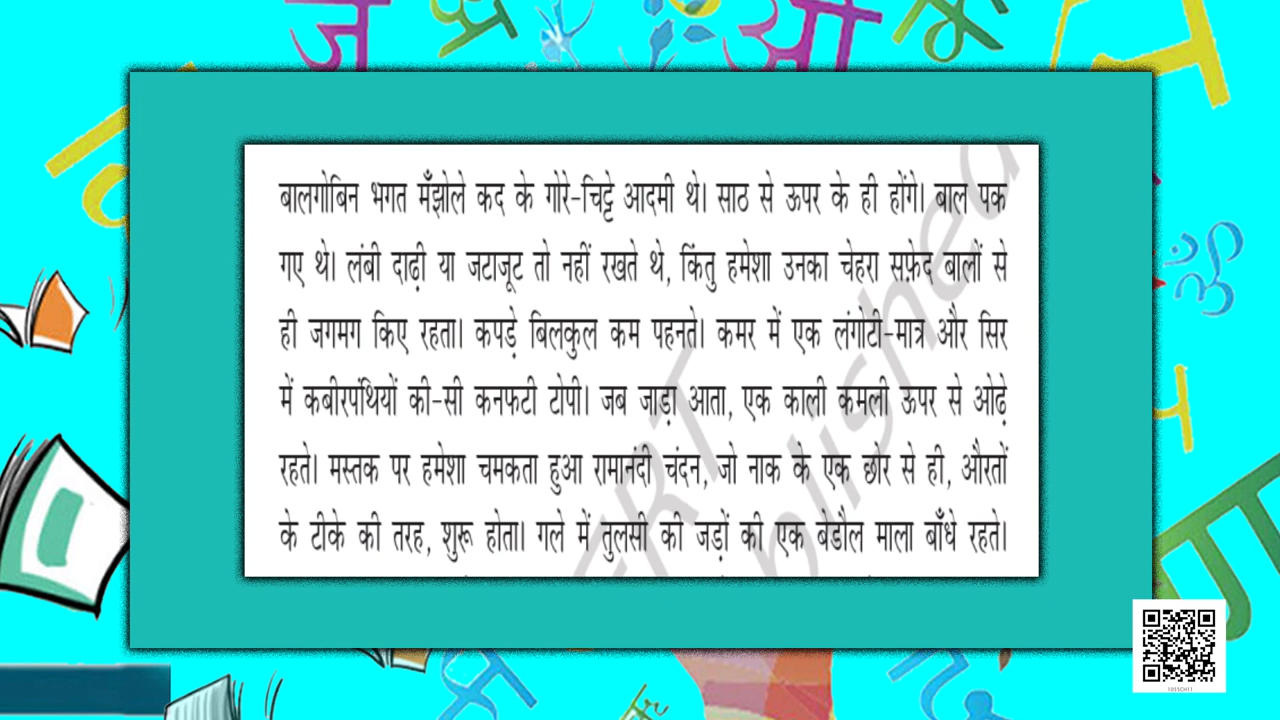 बालगोबिन भगत मँझोले कद के गोरे-चिट्टे आदमी थे। साठ से ऊपर के ही होंगे। बाल पक
गए थे। लंबी दाढ़ी या जटाजूट तो नहीं रखते थे, किंतु हमेशा उनका चेहरा सफ़ेद बालों से
ही जगमग किए रहता। कपड़े बिलकुल कम पहनते। कमर में एक लंगोटी-मात्र और सिर
में कबीरपंथियों की-सी कनफटी टोपी। जब जाड़ा आता, एक काली कमली ऊपर से ओढ़े
रहते। मस्तक पर हमेशा चमकता हुआ रामानंदी चंदन, जो नाक के एक छोर से ही, औरतों
के टीके की तरह, शुरू होता। गले में तुलसी की जड़ों की एक बेडौल माला बाँधे रहते।